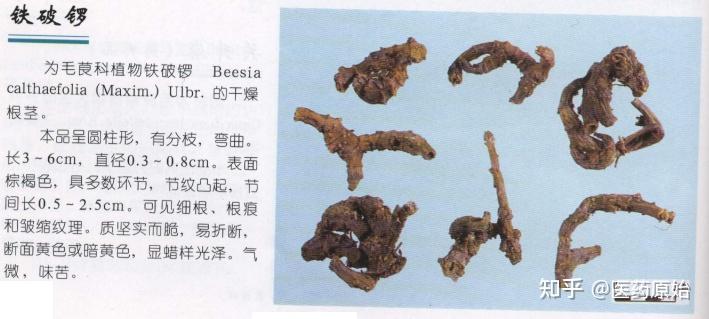 铁破锣
为毛茛科植物铁破锣 Beesia
calthaefolia (Maxim.) Ulbr. 的干燥
根茎。
本品呈圆柱形，有分枝，弯曲。
长3~6cm，直径0.3~0.8cm。表面
棕褐色，具多数环节，节纹凸起，节
间长0.5~2.5cm。可见细根、根痕
和皱缩纹理。质坚实而脆，易折断，
断面黄色或暗黄色，显蜡样光泽。气
微，味苦。
知乎 @医药原始